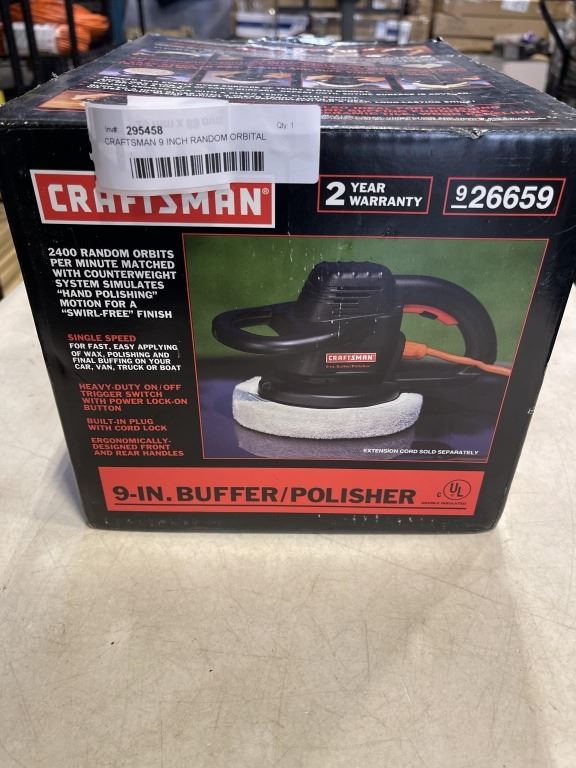 Inv#: 295458
Qty: 1
CRAFTSMAN 9 INCH RANDOM ORBITAL
CRAFTSMAN®
2 YEAR
WARRANTY
9 26659
2400 RANDOM ORBITS
PER MINUTE MATCHED
WITH COUNTERWEIGHT
SYSTEM SIMULATES
"HAND POLISHING"
MOTION FOR A
"SWIRL-FREE" FINISH
SINGLE SPEED
FOR FAST, EASY APPLYING
OF WAX, POLISHING AND
FINAL BUFFING ON YOUR
CAR, VAN, TRUCK OR BOAT
HEAVY-DUTY ON/OFF
TRIGGER SWITCH
WITH POWER LOCK-ON
BUTTON
BUILT-IN PLUG
WITH CORD LOCK
ERGONOMICALLY-
DESIGNED FRONT
AND REAR HANDLES
CRAFTSMAN
9-in. Buffer/Polisher
EXTENSION CORD SOLD SEPARATELY
9-IN. BUFFER/POLISHER
C UL
DOUBLE INSULATED